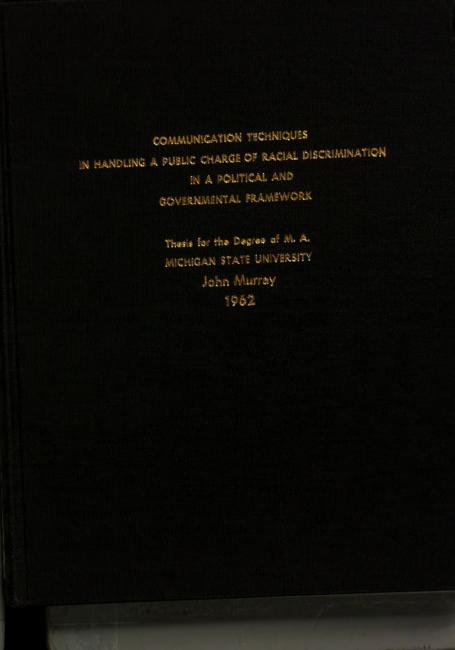 COMMUNICATION TECHNIQUES
IN HANDLING A PUBLIC CHARGE OF RACIAL DISCRIMINATION
IN A POLITICAL AND
GOVERNMENTAL FRAMEWORK
Thesis for the Degree of M. A.
MICHIGAN STATE UNIVERSITY
John Murray
1962